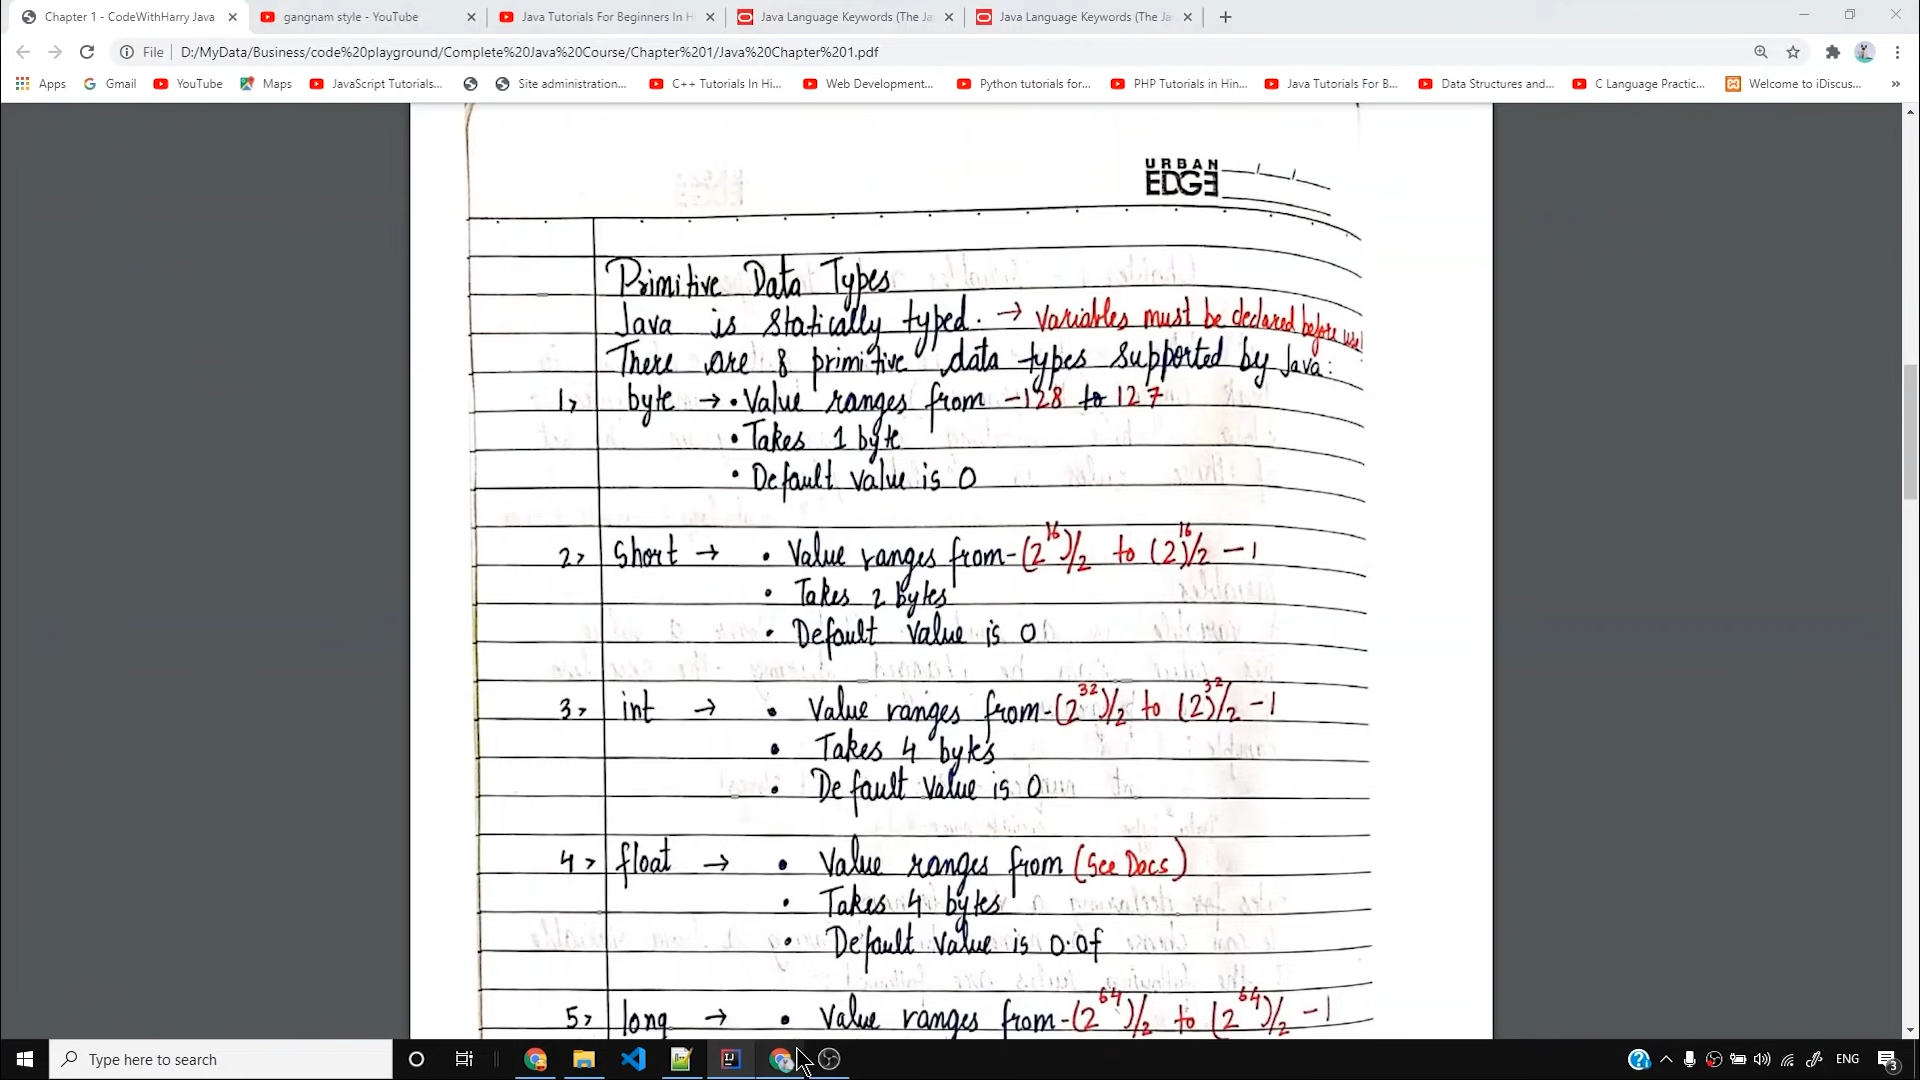 Chapter 1 - CodeWithHarry Java
gangnam style - YouTube
Java Tutorials For Beginners In H
Java Language Keywords (The Ja
Java Language Keywords (The Ja
File
D:/MyData/Business/code%20playground/Complete%20Java%20Course/Chapter%201/Java%20Chapter%201.pdf
Apps
Gmail
YouTube
Maps
JavaScript Tutorials...
Site administration...
C++ Tutorials In Hi...
Web Development...
Python tutorials for...
PHP Tutorials in Hin...
Java Tutorials For B...
Data Structures and...
C Language Practic...
Welcome to iDiscus...
»
URBAN
EDGE
Primitive Data Types
Java is statically typed. → variables must be declared before use
There are 8 primitive data types supported by Java:
1> byte → • Value ranges from -128 to 127
• Takes 1 byte
• Default value is 0
2> short → • Value ranges from -(2^16)/2 to (2)^16/2 - 1
• Takes 2 bytes
• Default value is 0
3> int → • Value ranges from -(2^32)/2 to (2)^32/2 - 1
• Takes 4 bytes
• Default value is 0
4> float → • Value ranges from (See Docs)
• Takes 4 bytes
• Default value is 0.0f
5> long → • Value ranges from -(2^64)/2 to (2^64)/2 - 1
Type here to search
ENG
3